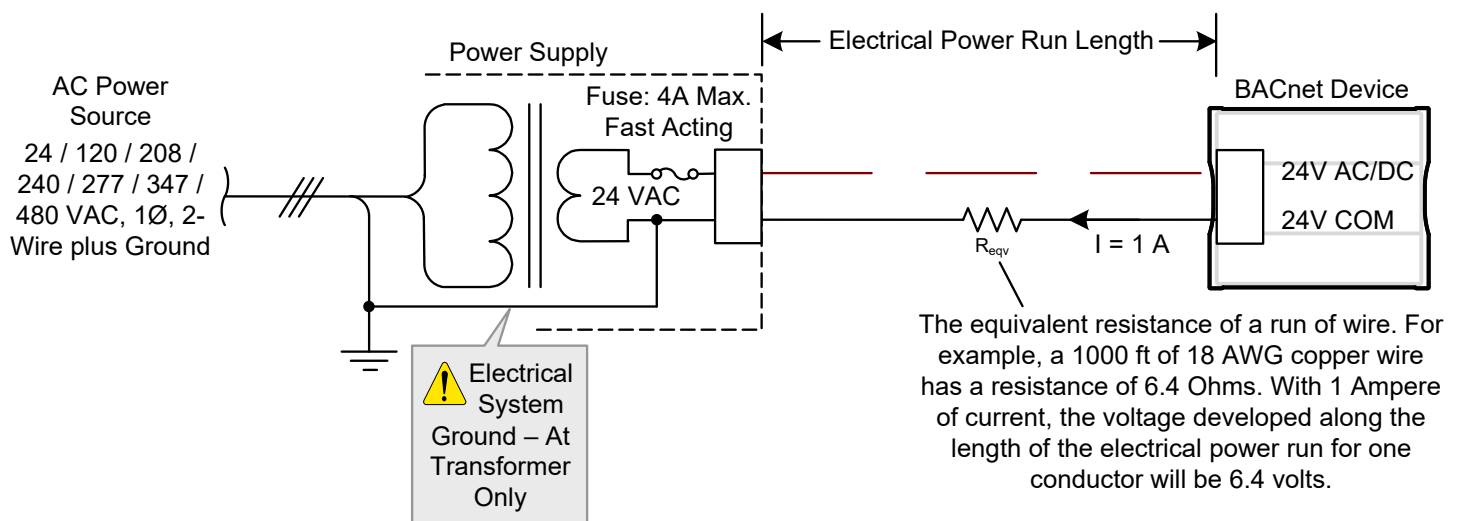 Electrical Power Run Length
Power Supply
AC Power
Source
24 / 120 / 208 /
240 / 277 / 347 /
480 VAC, 1Ø, 2-
Wire plus Ground
Fuse: 4A Max.
Fast Acting
24 VAC
BACnet Device
24V AC/DC
24V COM
Reqv
I = 1 A
The equivalent resistance of a run of wire. For
example, a 1000 ft of 18 AWG copper wire
has a resistance of 6.4 Ohms. With 1 Ampere
of current, the voltage developed along the
length of the electrical power run for one
conductor will be 6.4 volts.
Electrical
System
Ground – At
Transformer
Only